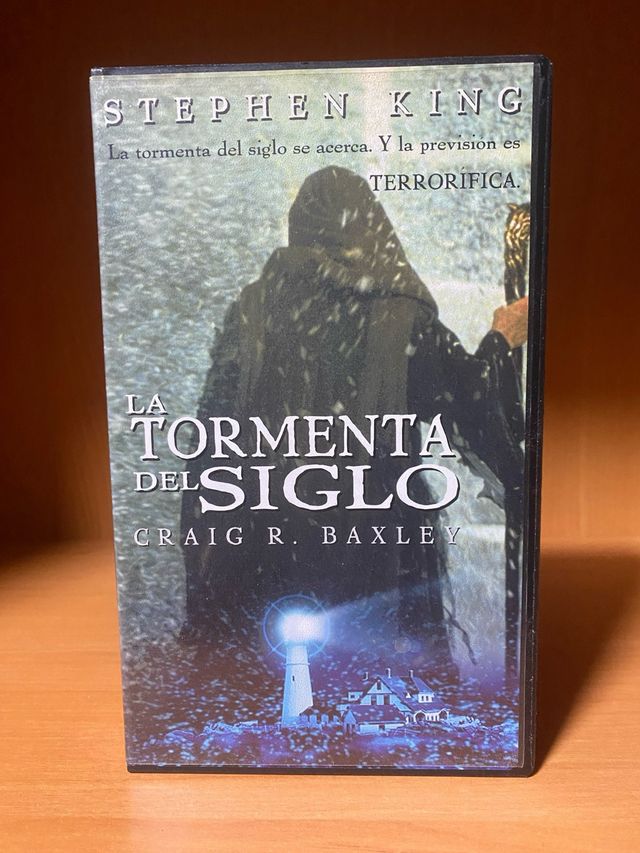 STEPHEN KING
La tormenta del siglo se acerca. Y la previsión es
TERRORÍFICA.
LA
TORMENTA
DEL SIGLO
CRAIG R. BAXLEY